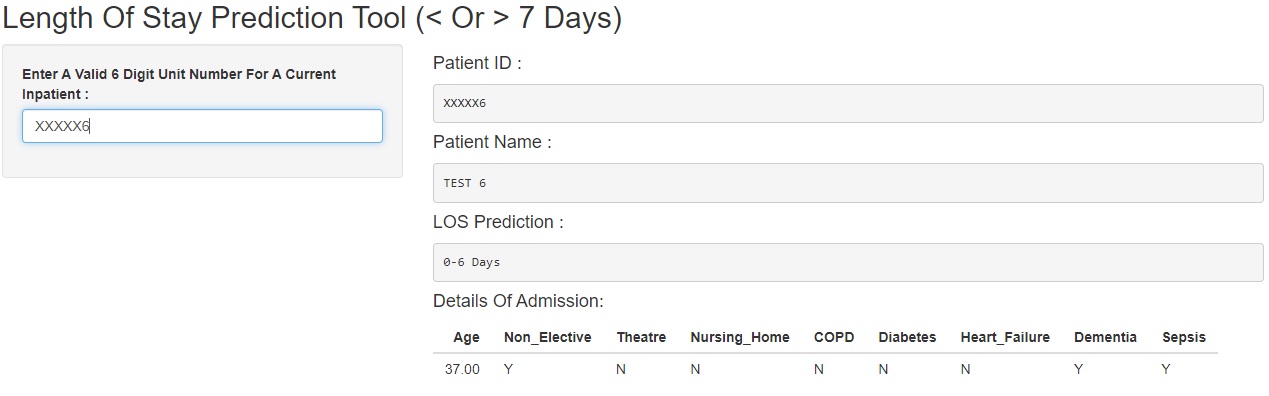 Length Of Stay Prediction Tool (< Or > 7 Days)
Enter A Valid 6 Digit Unit Number For A Current
Inpatient :
XXXXX6
Patient ID :
XXXXX6
Patient Name :
TEST 6
LOS Prediction :
0-6 Days
Details Of Admission:
Age Non_Elective Theatre Nursing_Home COPD Diabetes Heart_Failure Dementia Sepsis
37.00 Y N N N N N Y Y